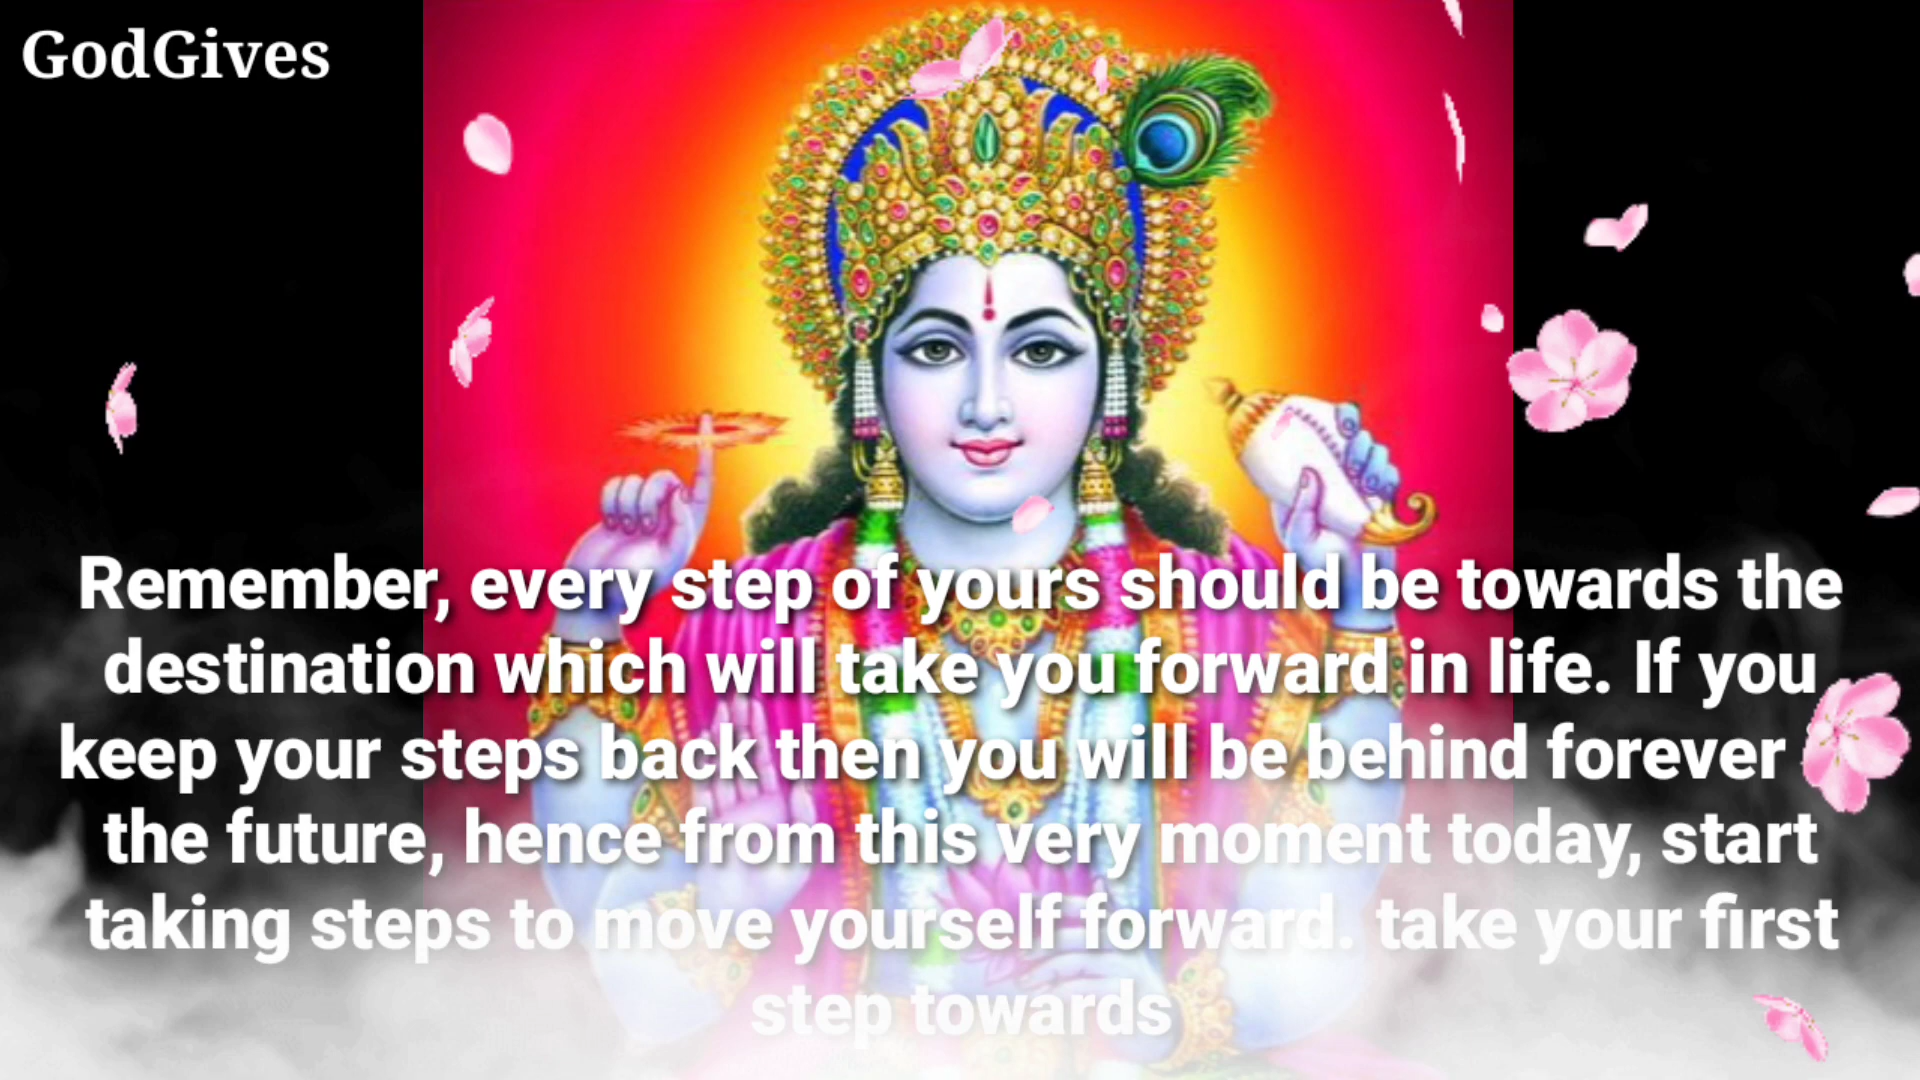 GodGives
Remember, every step of yours should be towards the
destination which will take you forward in life. If you
keep your steps back then you will be behind forever
the future, hence from this very moment today, start
taking steps to move yourself forward. take your first
step towards